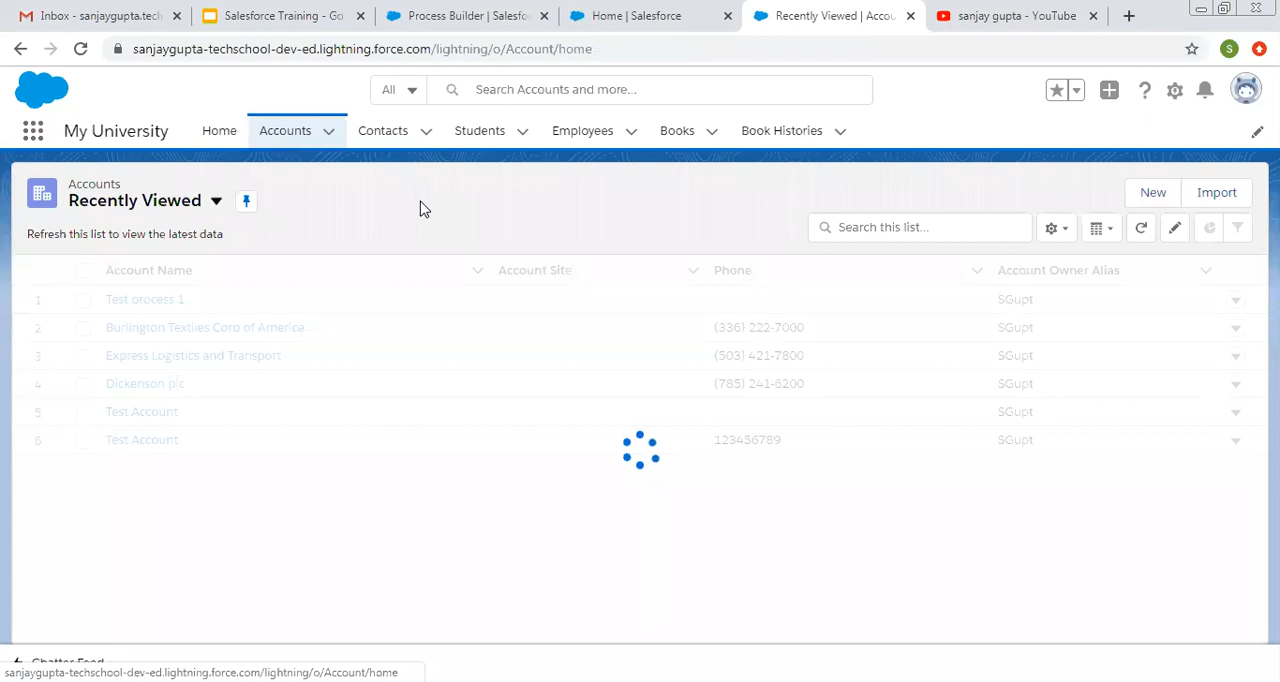 Inbox - sanjaygupta.tech
Salesforce Training - Go
Process Builder | Salesfo
Home | Salesforce
Recently Viewed | Accou
sanjay gupta - YouTube
sanjaygupta-techschool-dev-ed.lightning.force.com/lightning/o/Account/home
S
All
Search Accounts and more...
My University
Home
Accounts
Contacts
Students
Employees
Books
Book Histories
Accounts
Recently Viewed
New
Import
Refresh this list to view the latest data
Search this list...
Account Name
Account Site
Phone
Account Owner Alias
1 Test process 1 SGupt
2 Burlington Textiles Corp of America... (336) 222-7000 SGupt
3 Express Logistics and Transport (503) 421-7800 SGupt
4 Dickenson plc (785) 241-6200 SGupt
5 Test Account SGupt
6 Test Account 123456789 SGupt
Chatter Feed
sanjaygupta-techschool-dev-ed.lightning.force.com/lightning/o/Account/home